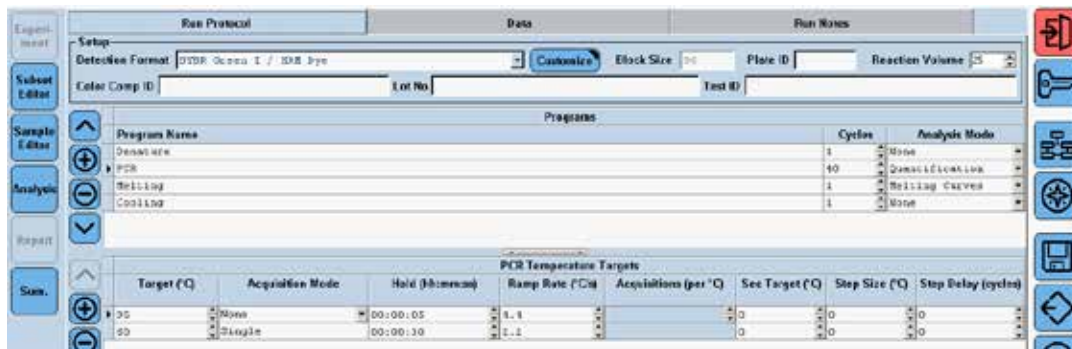 Experi-
ment
Subset
Editor
Sample
Editor
Analysis
Report
Sum.
Run Protocol Data Run Notes
Setup
Detection Format SYBR Green I / HRM Dye Customize Block Size 96 Plate ID Reaction Volume 25
Color Comp ID Lot No Test ID
Programs
Program Name Cycles Analysis Mode
Denature 1 None
PCR 40 Quantification
Melting 1 Melting Curves
Cooling 1 None
PCR Temperature Targets
Target (°C) Acquisition Mode Hold (hh:mm:ss) Ramp Rate (°C/s) Acquisitions (per °C) Sec Target (°C) Step Size (°C) Step Delay (cycles)
95 None 00:00:05 4.4 0 0 0
60 Single 00:00:30 2.2 0 0 0